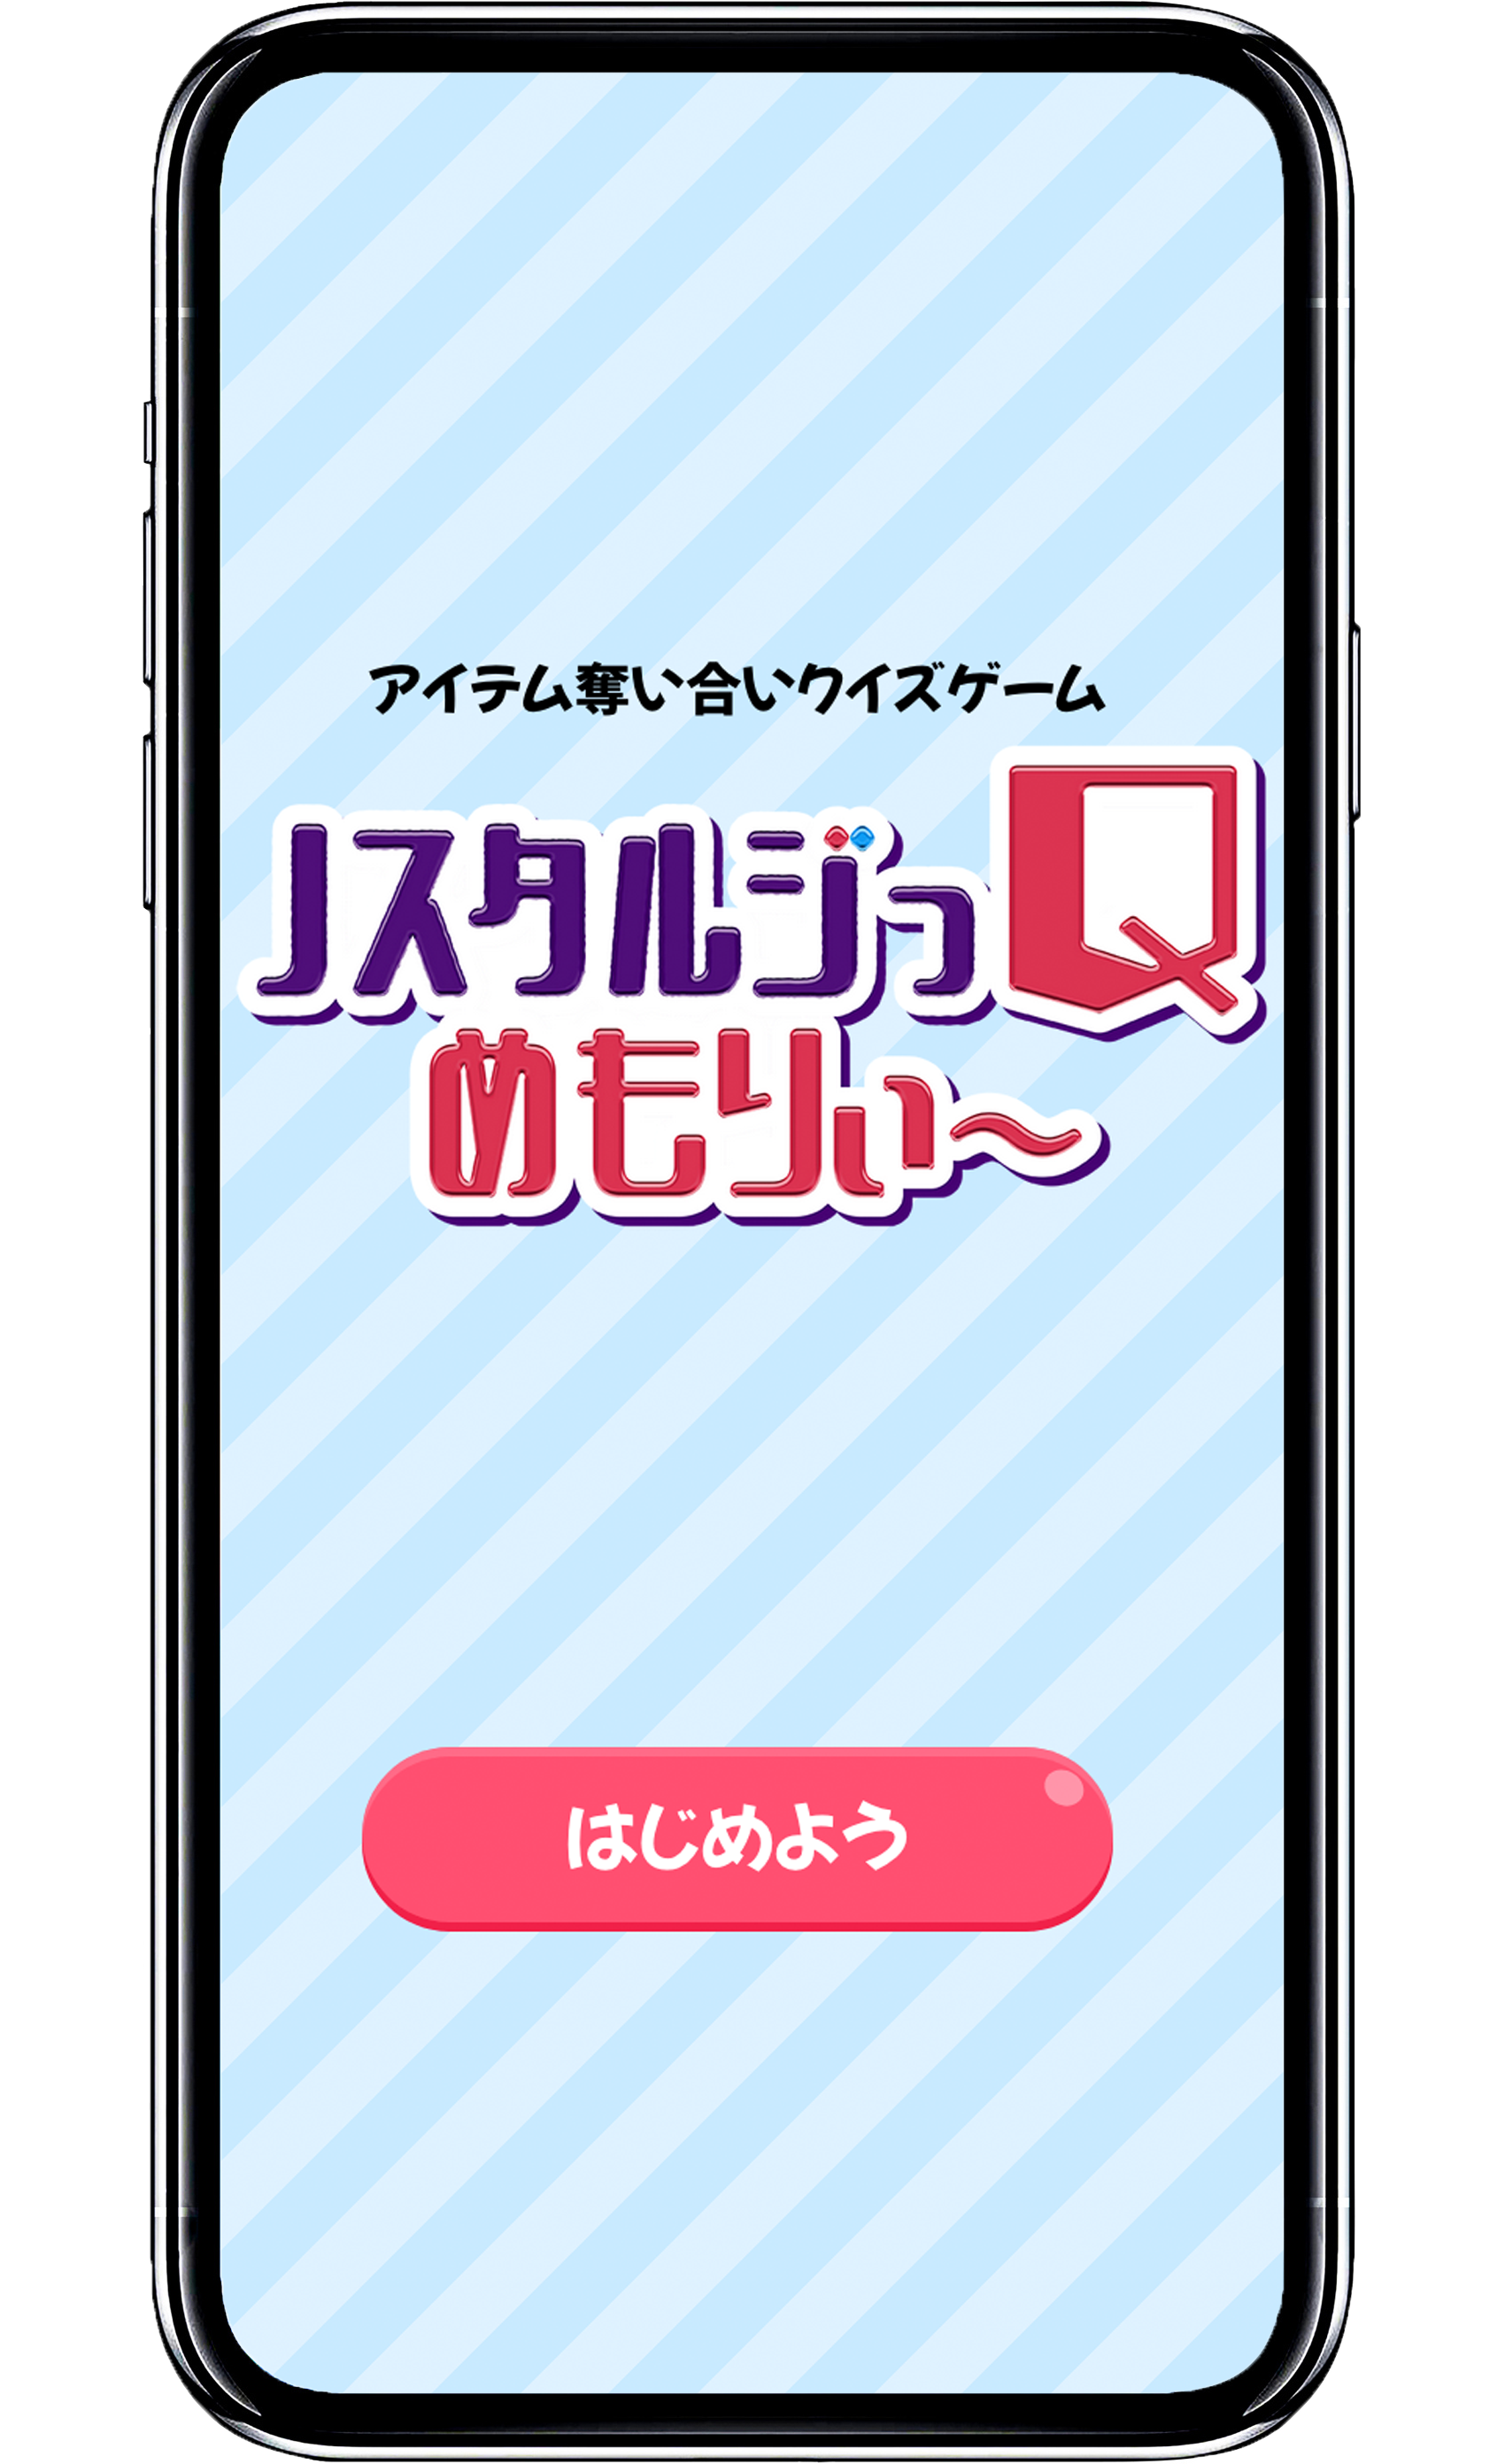 アイテム奪い合いクイズゲーム
ノスタルジっQ
めもりぃ～
はじめよう